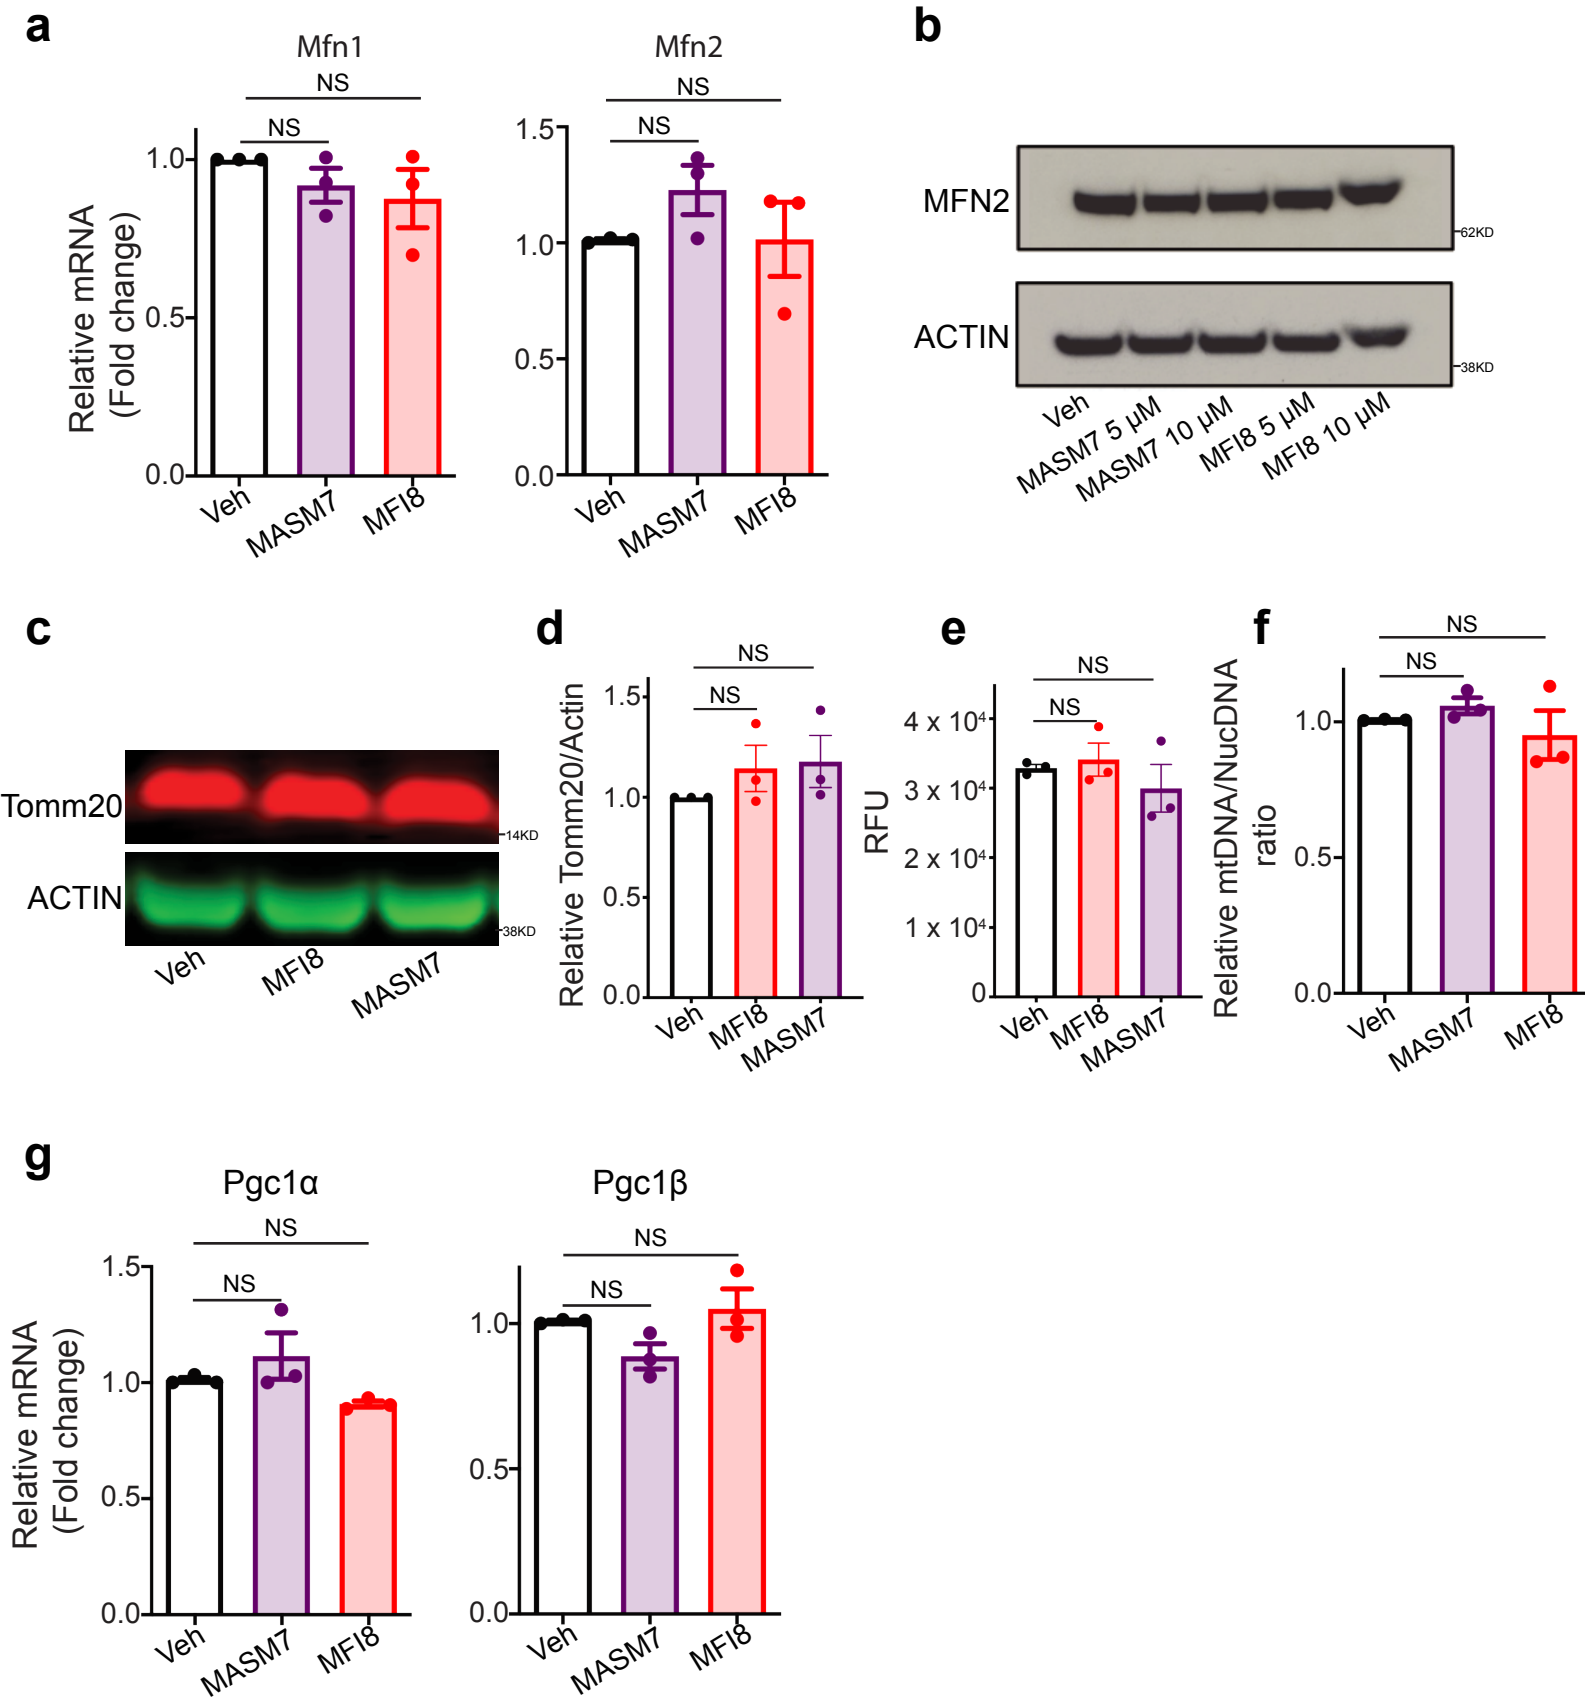 a
Mfn1
NS
NS
Relative mRNA
(Fold change)
1.0
0.5
0.0
Veh
MASM7
MFI8
Mfn2
NS
NS
1.5
1.0
0.5
0.0
Veh
MASM7
MFI8
b
MFN2
62KD
ACTIN
38KD
Veh
MASM7 5 µM
MASM7 10 µM
MFI8 5 µM
MFI8 10 µM
c
Tomm20
14KD
ACTIN
38KD
Veh
MFI8
MASM7
d
NS
NS
Relative Tomm20/Actin
1.5
1.0
0.5
0.0
Veh
MFI8
MASM7
e
NS
NS
RFU
4 x 10⁴
3 x 10⁴
2 x 10⁴
1 x 10⁴
0
Veh
MFI8
MASM7
f
NS
NS
Relative mtDNA/NucDNA
ratio
1.0
0.5
0.0
Veh
MASM7
MFI8
g
Pgc1α
NS
NS
Relative mRNA
(Fold change)
1.5
1.0
0.5
0.0
Veh
MASM7
MFI8
Pgc1β
NS
NS
1.0
0.5
0.0
Veh
MASM7
MFI8